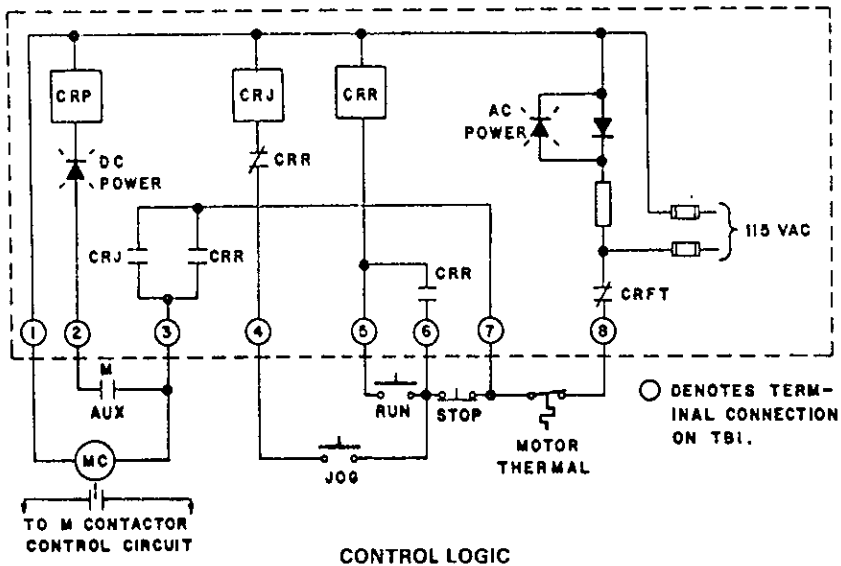 CRP
CRJ
CRR
AC
POWER
DC
POWER
CRR
115 VAC
CRJ
CRR
CRR
CRFT
1
2
3
4
5
6
7
8
M
AUX
RUN
STOP
MOTOR
THERMAL
DENOTES TERM-
INAL CONNECTION
ON TB1.
MC
JOG
TO M CONTACTOR
CONTROL CIRCUIT
CONTROL LOGIC